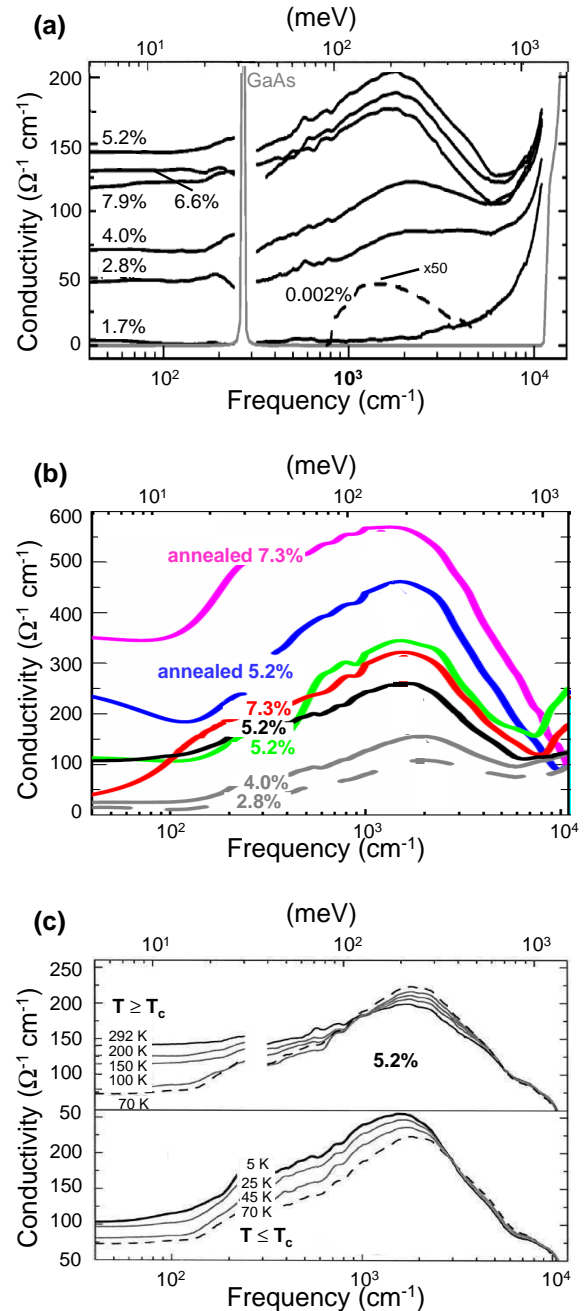 (a)
(meV)
10¹
10²
10³
GaAs
200
150
100
50
0
Conductivity (Ω⁻¹ cm⁻¹)
5.2%
6.6%
7.9%
4.0%
2.8%
x50
0.002%
1.7%
10²
10³
10⁴
Frequency (cm⁻¹)
(b)
(meV)
10¹
10²
10³
600
500
400
300
200
100
0
Conductivity (Ω⁻¹ cm⁻¹)
annealed 7.3%
annealed 5.2%
7.3%
5.2%
5.2%
4.0%
2.8%
10²
10³
10⁴
Frequency (cm⁻¹)
(c)
(meV)
10¹
10²
10³
250
200
150
100
50
200
150
100
50
Conductivity (Ω⁻¹ cm⁻¹)
T ≥ Tc
292 K
200 K
150 K
100 K
70 K
5.2%
5 K
25 K
45 K
70 K
T ≤ Tc
10²
10³
10⁴
Frequency (cm⁻¹)